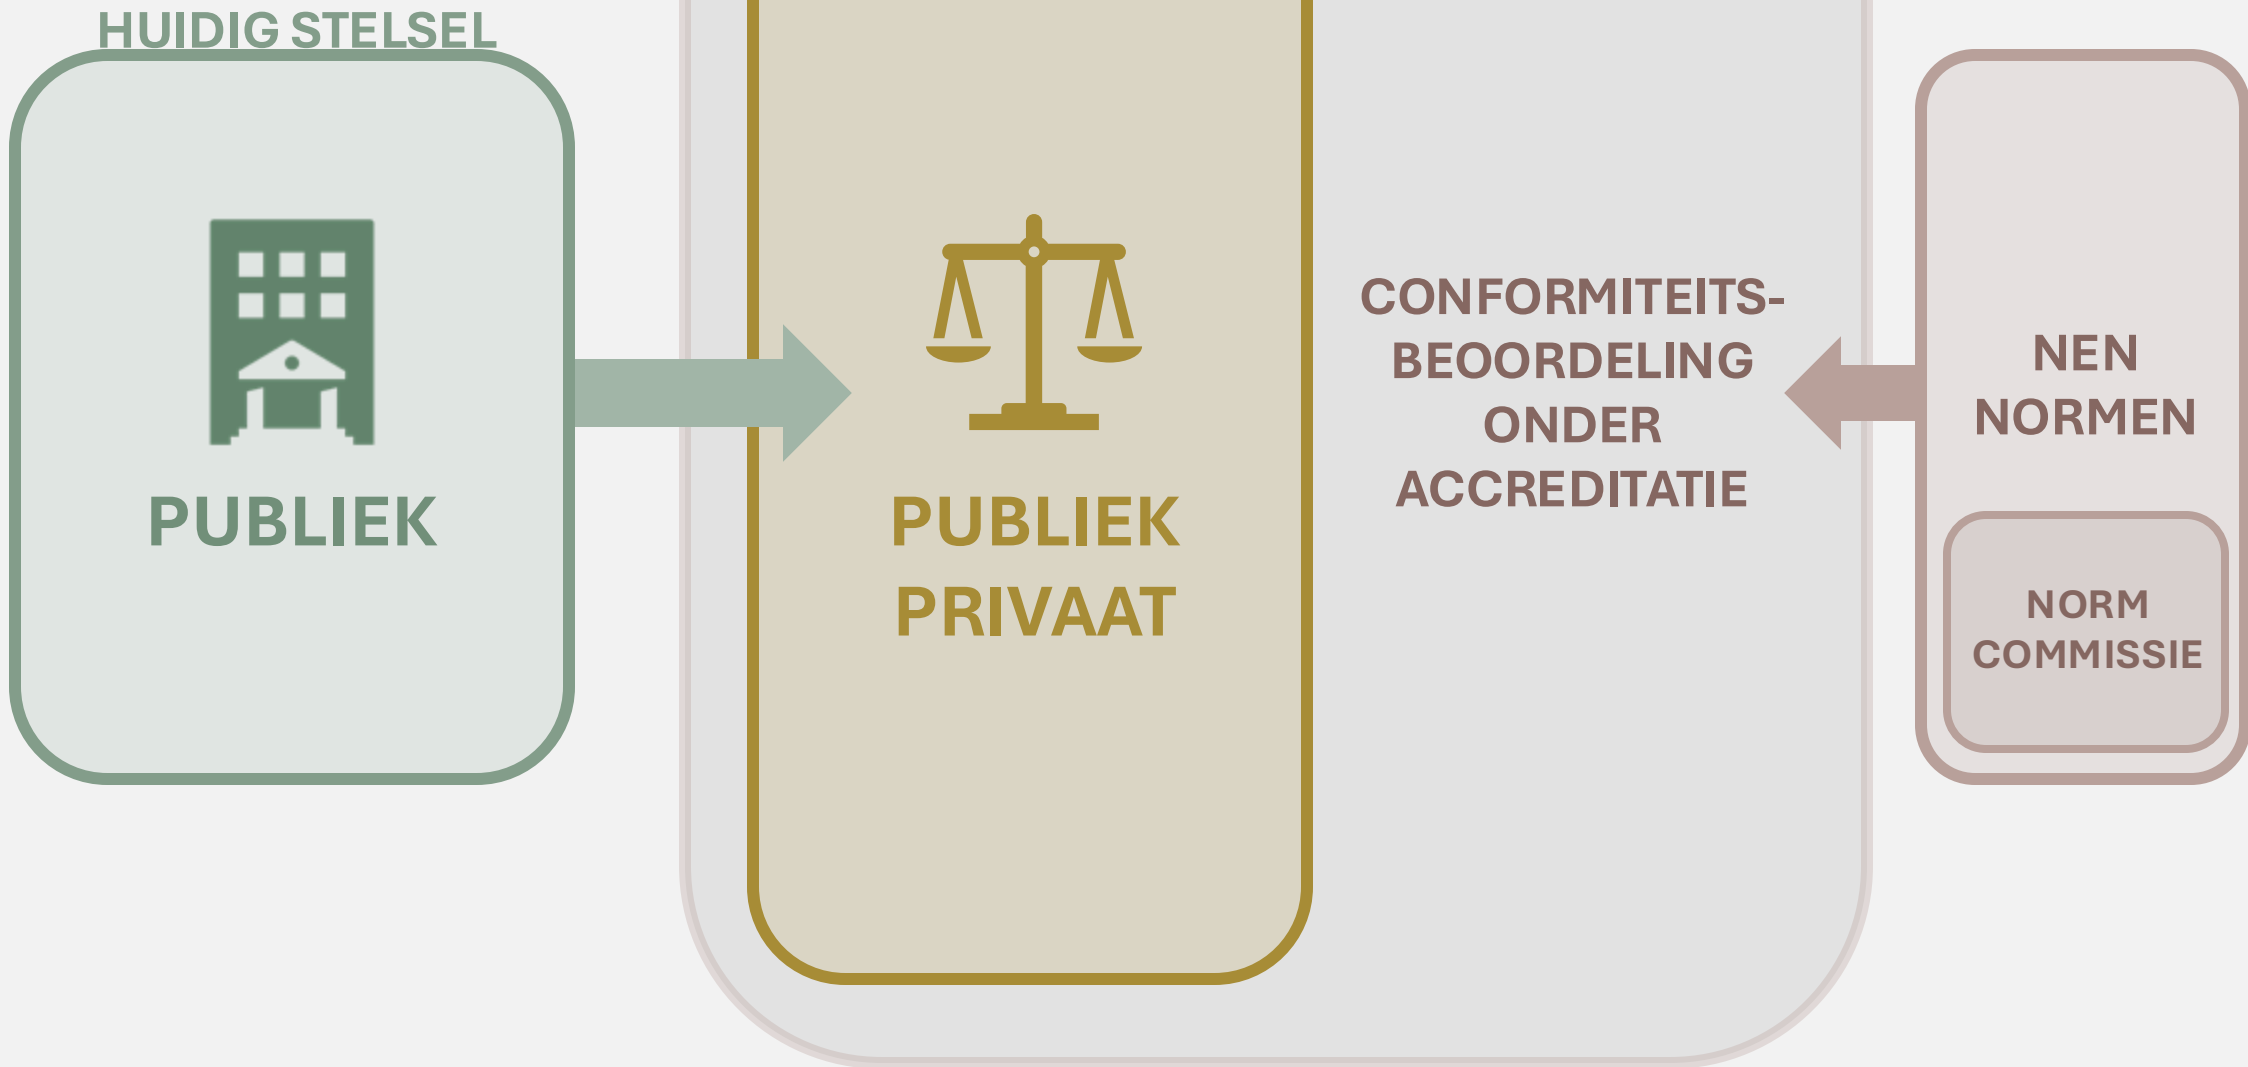 HUIDIG STELSEL
PUBLIEK
PUBLIEK
PRIVAAT
CONFORMITEITS-
BEOORDELING
ONDER
ACCREDITATIE
NEN
NORMEN
NORM
COMMISSIE